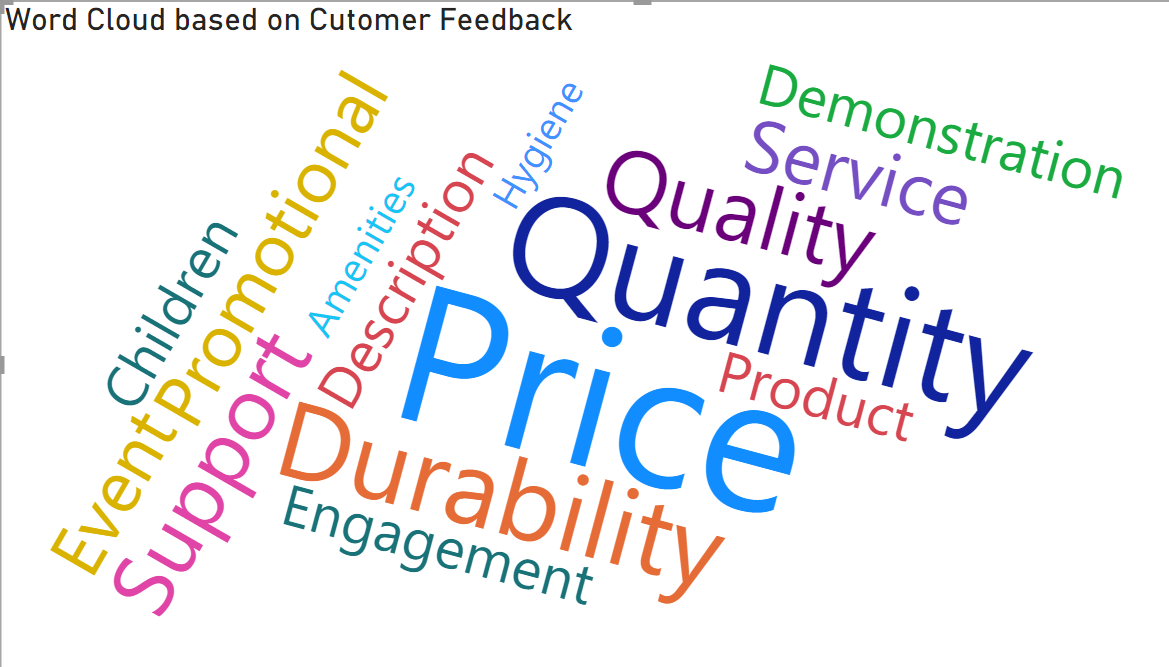 Word Cloud based on Cutomer Feedback
Children
Event Promotional
Support
Amenities
Description
Hygiene
Demonstration
Service
Quality
Quantity
Price
Product
Durability
Engagement